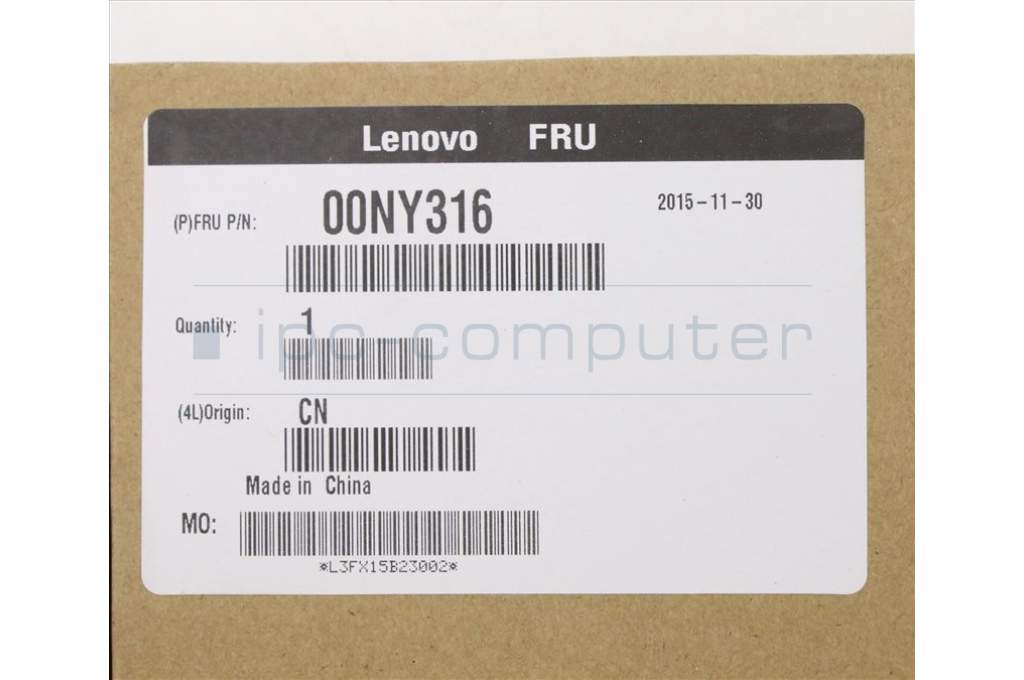 Lenovo FRU
(P)FRU P/N: 00NY316 2015-11-30
Quantity: 1
ipc-computer
(4L)Origin: CN
Made in China
MO:
*L3FX15B23002*